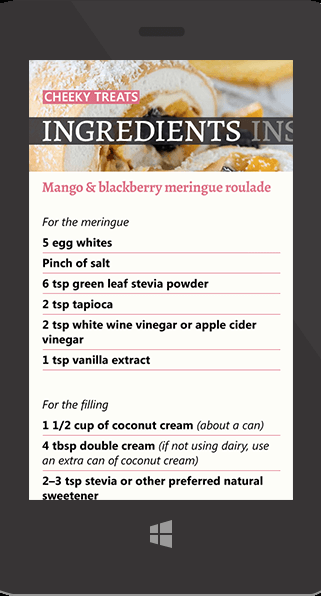 CHEEKY TREATS
INGREDIENTS INS
Mango & blackberry meringue roulade
For the meringue
5 egg whites
Pinch of salt
6 tsp green leaf stevia powder
2 tsp tapioca
2 tsp white wine vinegar or apple cider
vinegar
1 tsp vanilla extract
For the filling
1 1/2 cup of coconut cream (about a can)
4 tbsp double cream (if not using dairy, use
an extra can of coconut cream)
2–3 tsp stevia or other preferred natural
sweetener